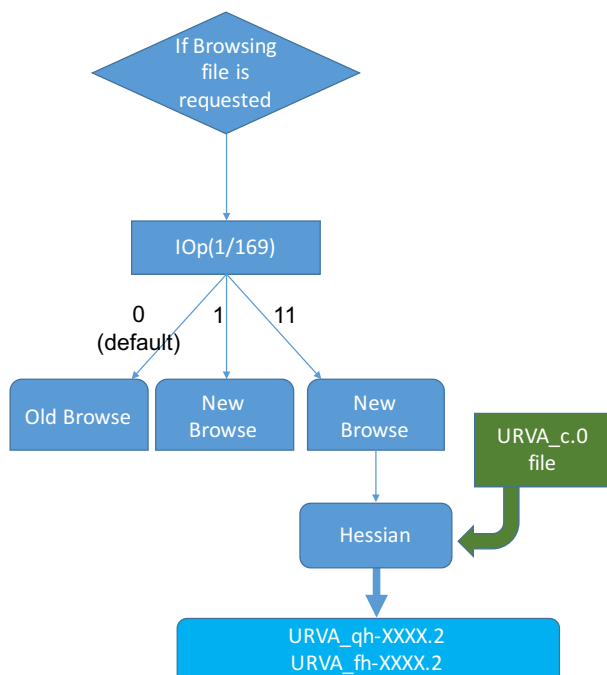 If Browsing
file is
requested
IOp(1/169)
0
(default)
1
11
Old Browse
New
Browse
New
Browse
URVA_c.0
file
Hessian
URVA_qh-XXXX.2
URVA_fh-XXXX.2